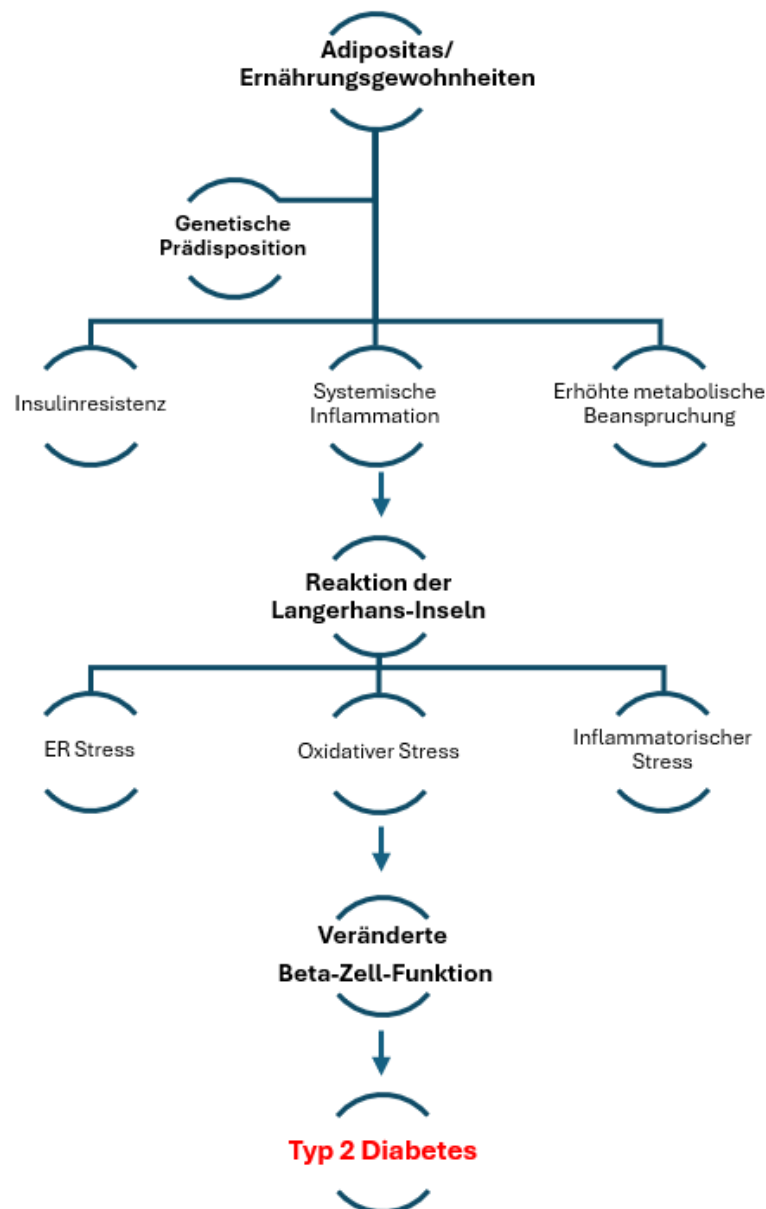 Adipositas/
Ernährungsgewohnheiten
Genetische
Prädisposition
Insulinresistenz
Systemische
Inflammation
Erhöhte metabolische
Beanspruchung
Reaktion der
Langerhans-Inseln
ER Stress
Oxidativer Stress
Inflammatorischer
Stress
Veränderte
Beta-Zell-Funktion
Typ 2 Diabetes